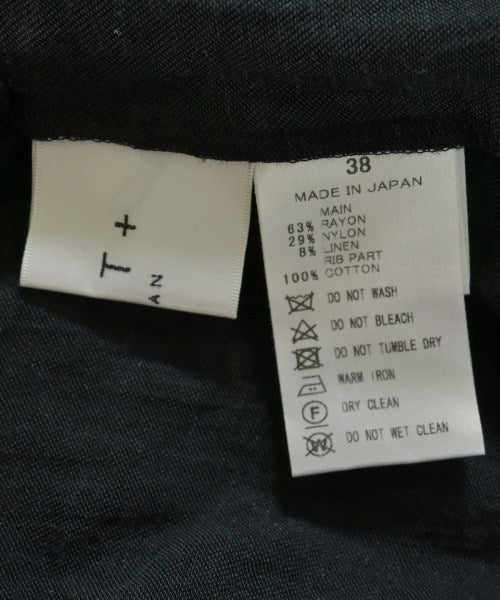 T +
AN
38
MADE IN JAPAN
MAIN
63% RAYON
29% NYLON
8% LINEN
RIB PART
100% COTTON
DO NOT WASH
DO NOT BLEACH
DO NOT TUMBLE DRY
WARM IRON
F DRY CLEAN
W DO NOT WET CLEAN